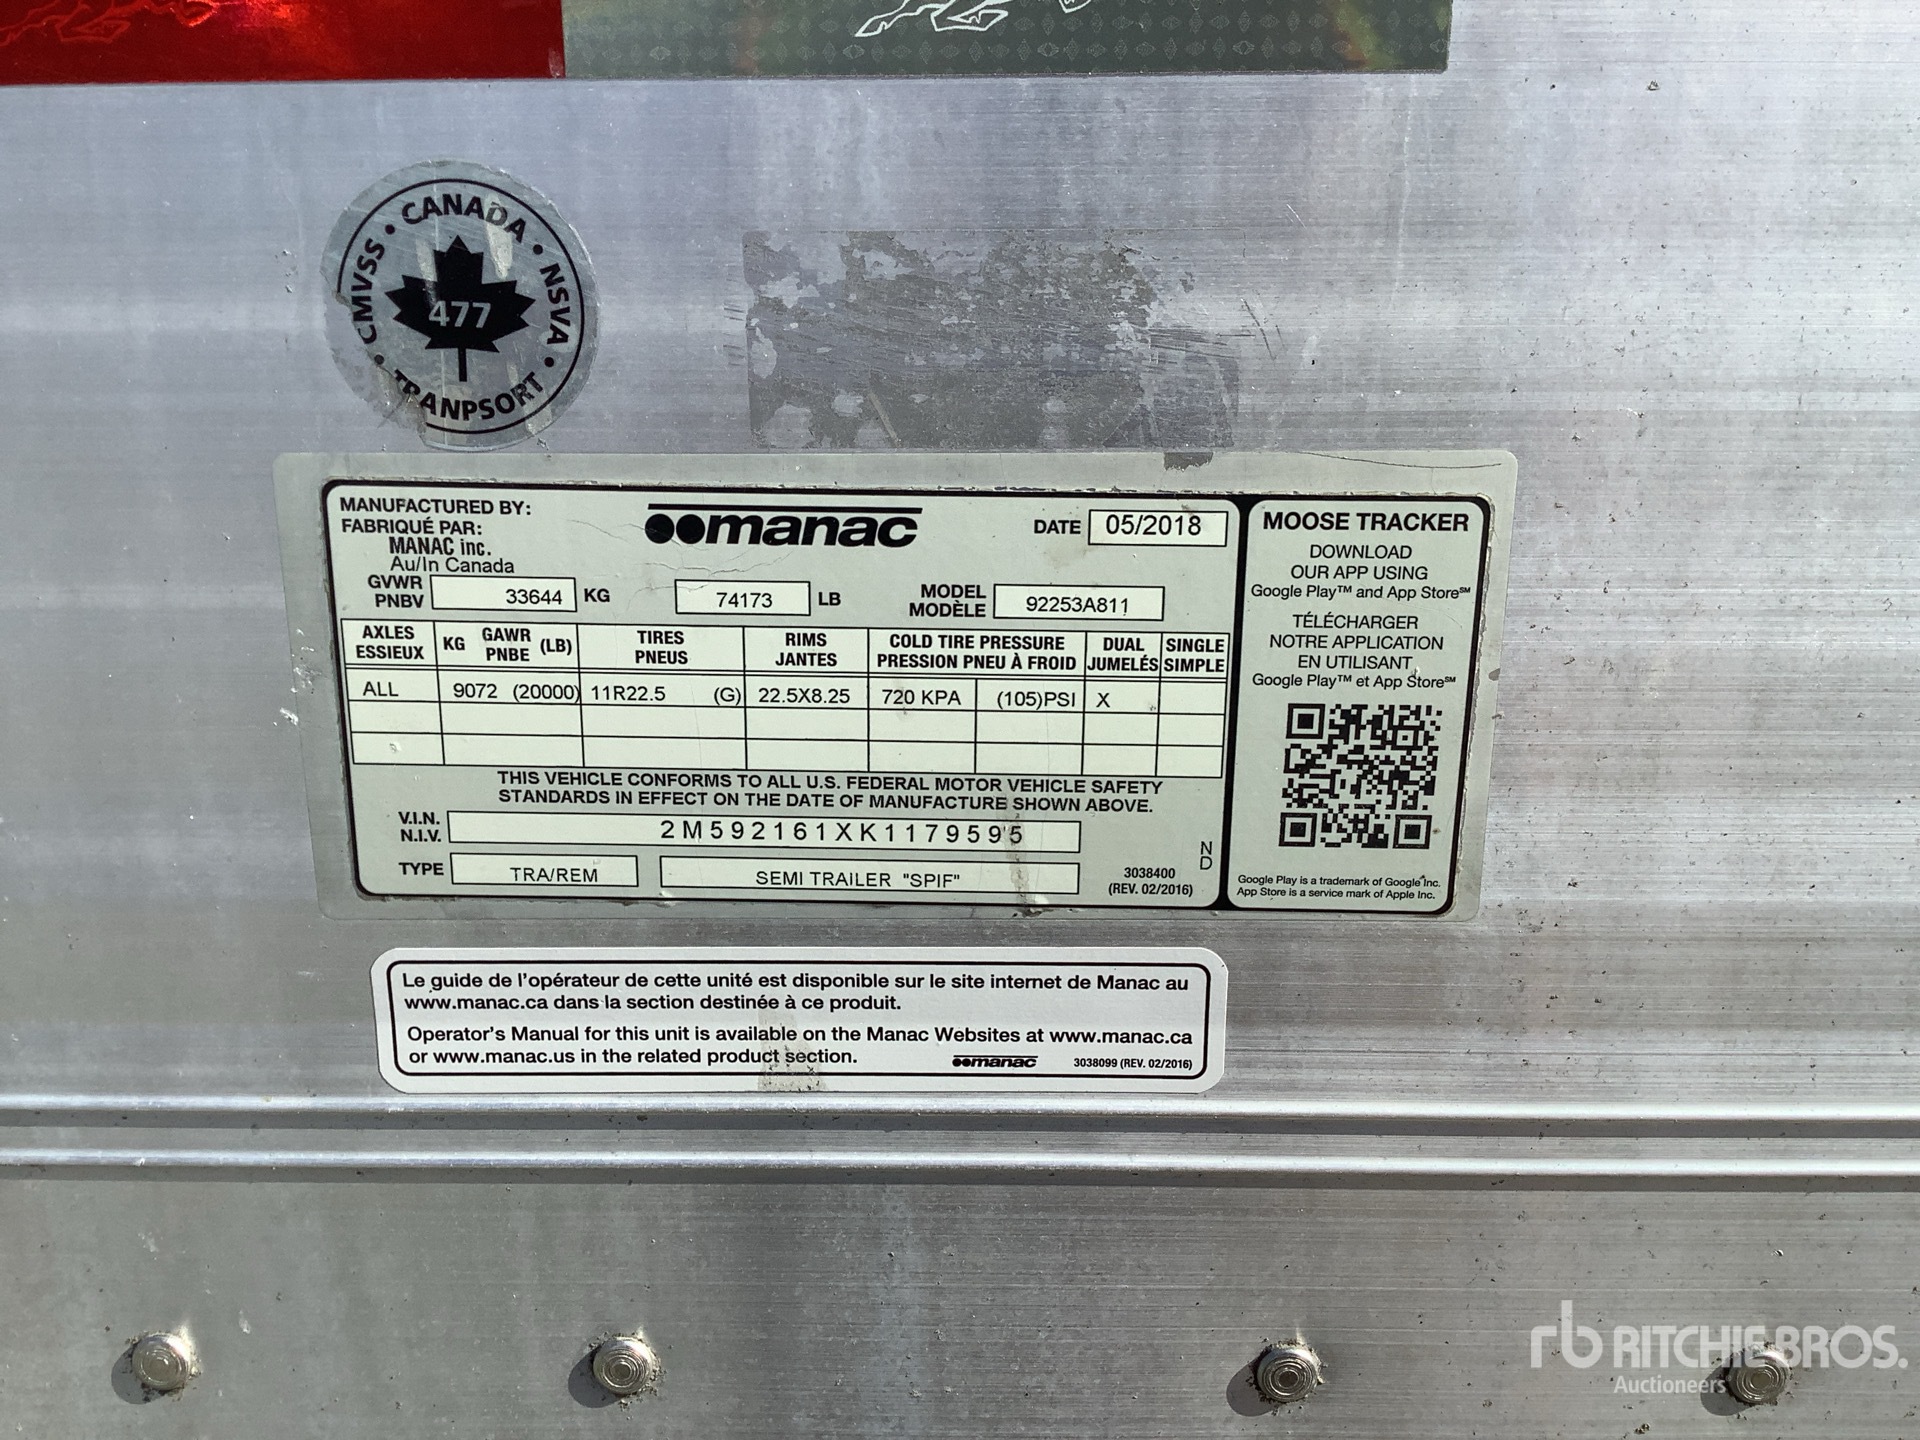 CANADA • NSVA • TRANPSORT • CMVSS •
477
MANUFACTURED BY:
FABRIQUÉ PAR:
MANAC inc.
Au/In Canada
manac
DATE 05/2018
GVWR
PNBV
33644 KG
74173 LB
MODEL
MODÈLE
92253A811
AXLES
ESSIEUX
KG GAWR (LB)
PNBE
TIRES
PNEUS
RIMS
JANTES
COLD TIRE PRESSURE
PRESSION PNEU À FROID
DUAL
JUMELÉS
SINGLE
SIMPLE
ALL 9072 (20000) 11R22.5 (G) 22.5X8.25 720 KPA (105)PSI X
THIS VEHICLE CONFORMS TO ALL U.S. FEDERAL MOTOR VEHICLE SAFETY
STANDARDS IN EFFECT ON THE DATE OF MANUFACTURE SHOWN ABOVE.
V.I.N.
N.I.V.
2M592161XK1179595
TYPE TRA/REM SEMI TRAILER "SPIF"
3038400
(REV. 02/2016)
ND
MOOSE TRACKER
DOWNLOAD
OUR APP USING
Google Play™ and App Store℠
TÉLÉCHARGER
NOTRE APPLICATION
EN UTILISANT
Google Play™ et App Store℠
Google Play is a trademark of Google Inc.
App Store is a service mark of Apple Inc.
Le guide de l'opérateur de cette unité est disponible sur le site internet de Manac au
www.manac.ca dans la section destinée à ce produit.
Operator's Manual for this unit is available on the Manac Websites at www.manac.ca
or www.manac.us in the related product section.
manac 3038099 (REV. 02/2016)
rb RITCHIE BROS.
Auctioneers